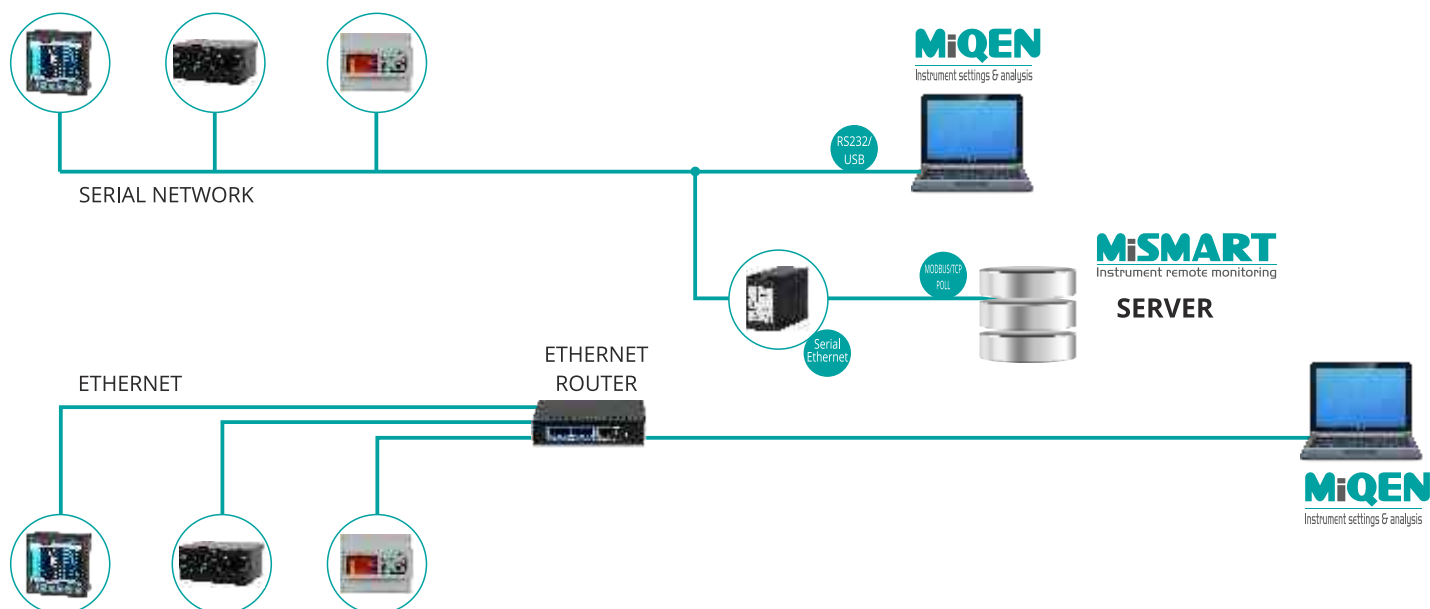 MiQEN
Instrument settings & analysis
RS232/
USB
SERIAL NETWORK
MiSMART
Instrument remote monitoring
MODBUS/TCP
POLL
SERVER
Serial
Ethernet
ETHERNET
ROUTER
ETHERNET
MiQEN
Instrument settings & analysis